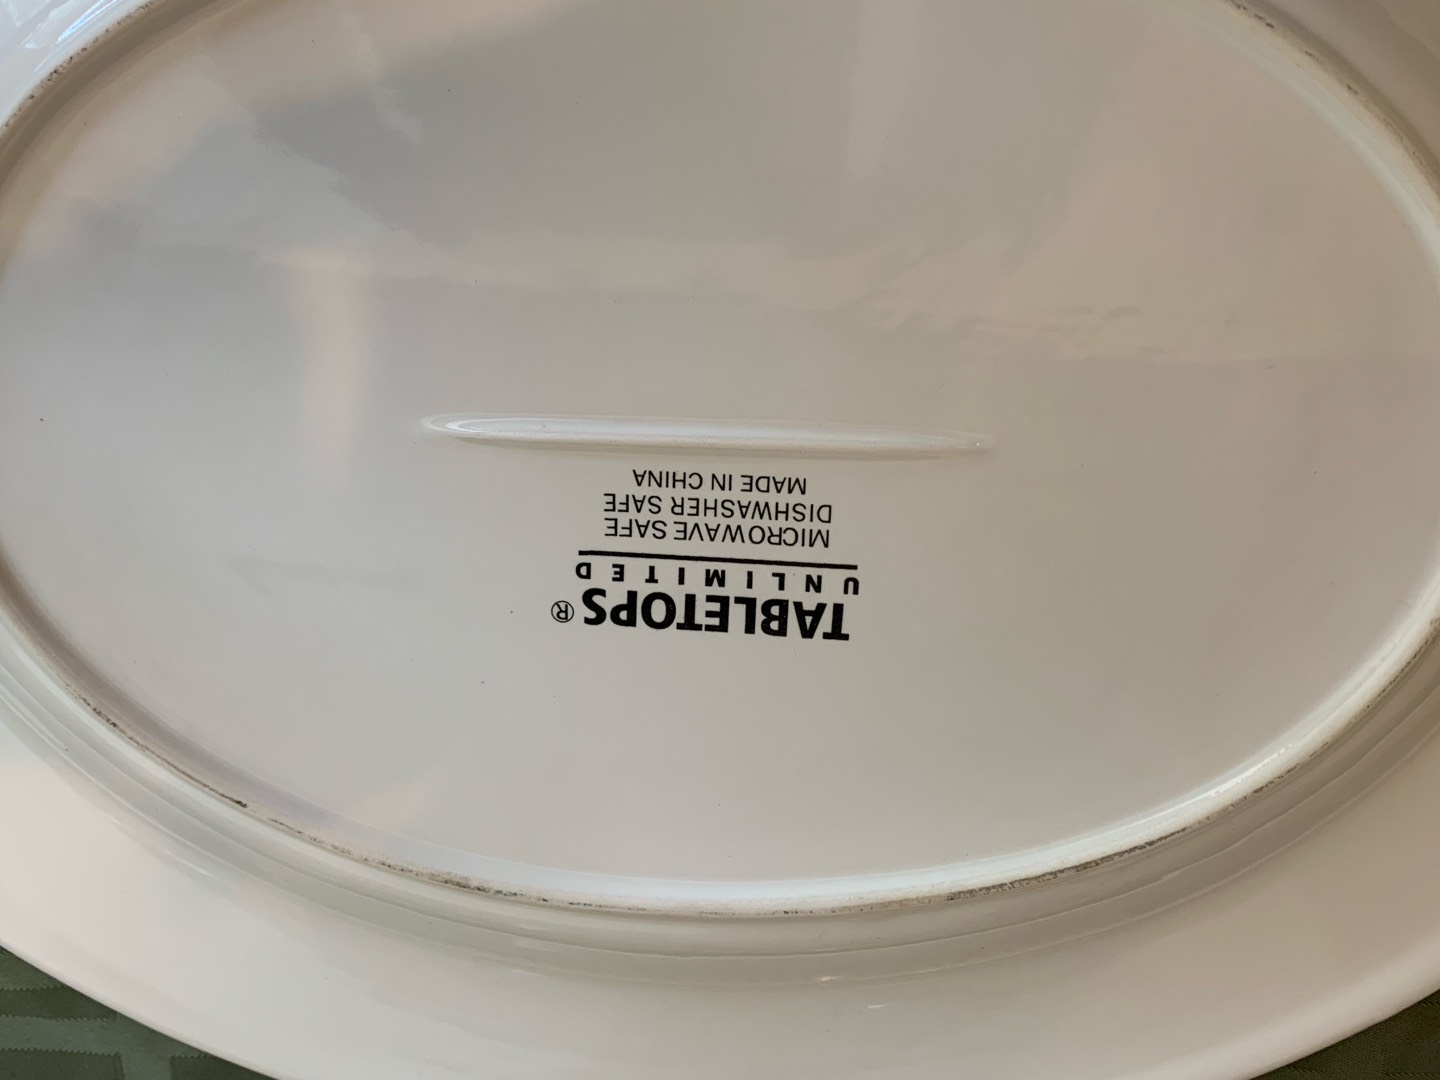 TABLETOPS®
UNLIMITED
MICROWAVE SAFE
DISHWASHER SAFE
MADE IN CHINA